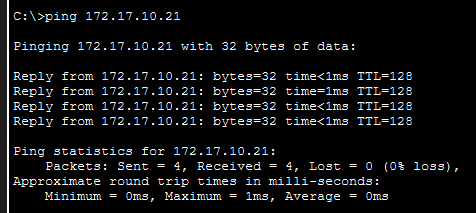 C:\>ping 172.17.10.21
Pinging 172.17.10.21 with 32 bytes of data:
Reply from 172.17.10.21: bytes=32 time<1ms TTL=128
Reply from 172.17.10.21: bytes=32 time=1ms TTL=128
Reply from 172.17.10.21: bytes=32 time<1ms TTL=128
Reply from 172.17.10.21: bytes=32 time<1ms TTL=128
Ping statistics for 172.17.10.21:
Packets: Sent = 4, Received = 4, Lost = 0 (0% loss),
Approximate round trip times in milli-seconds:
Minimum = 0ms, Maximum = 1ms, Average = 0ms